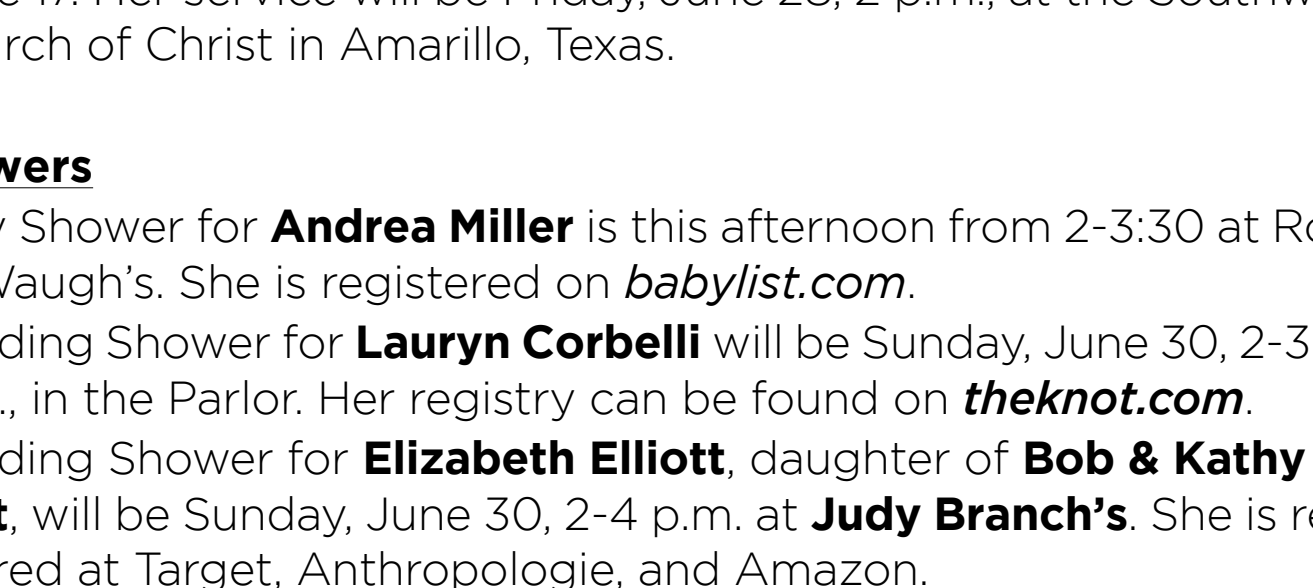 Her service will be Friday, June 28, 2 p.m., at the
rch of Christ in Amarillo, Texas.
wers
Shower for Andrea Miller is this afternoon from 2-3:30 at
Waugh's. She is registered on babylist.com.
ding Shower for Lauryn Corbelli will be Sunday, June 30, 2-3
., in the Parlor. Her registry can be found on theknot.com.
ding Shower for Elizabeth Elliott, daughter of Bob & Kathy
t, will be Sunday, June 30, 2-4 p.m. at Judy Branch's. She is re
red at Target, Anthropologie, and Amazon.